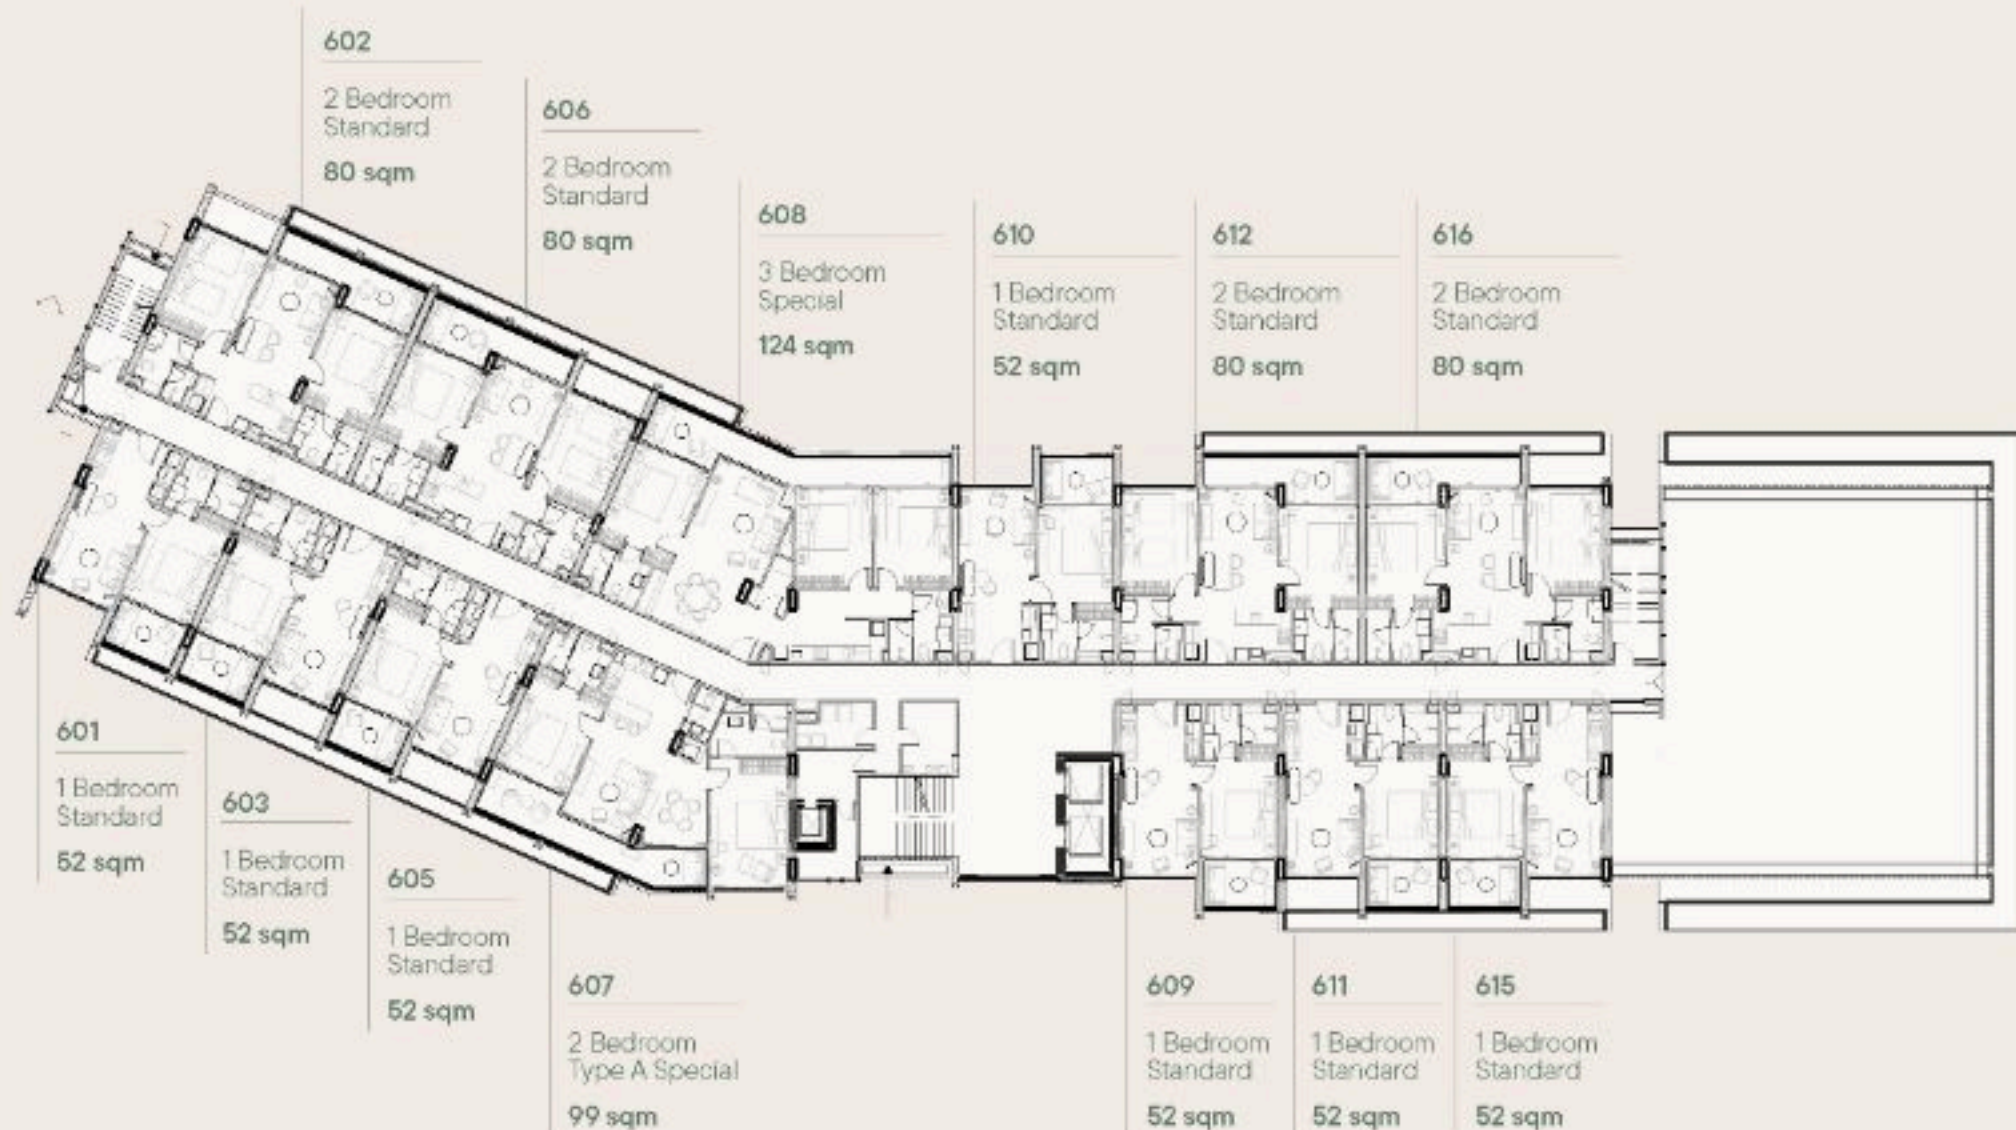 602
2 Bedroom
Standard
80 sqm
606
2 Bedroom
Standard
80 sqm
608
3 Bedroom
Special
124 sqm
610
1 Bedroom
Standard
52 sqm
612
2 Bedroom
Standard
80 sqm
616
2 Bedroom
Standard
80 sqm
601
1 Bedroom
Standard
52 sqm
603
1 Bedroom
Standard
52 sqm
605
1 Bedroom
Standard
52 sqm
607
2 Bedroom
Type A Special
99 sqm
609
1 Bedroom
Standard
52 sqm
611
1 Bedroom
Standard
52 sqm
615
1 Bedroom
Standard
52 sqm